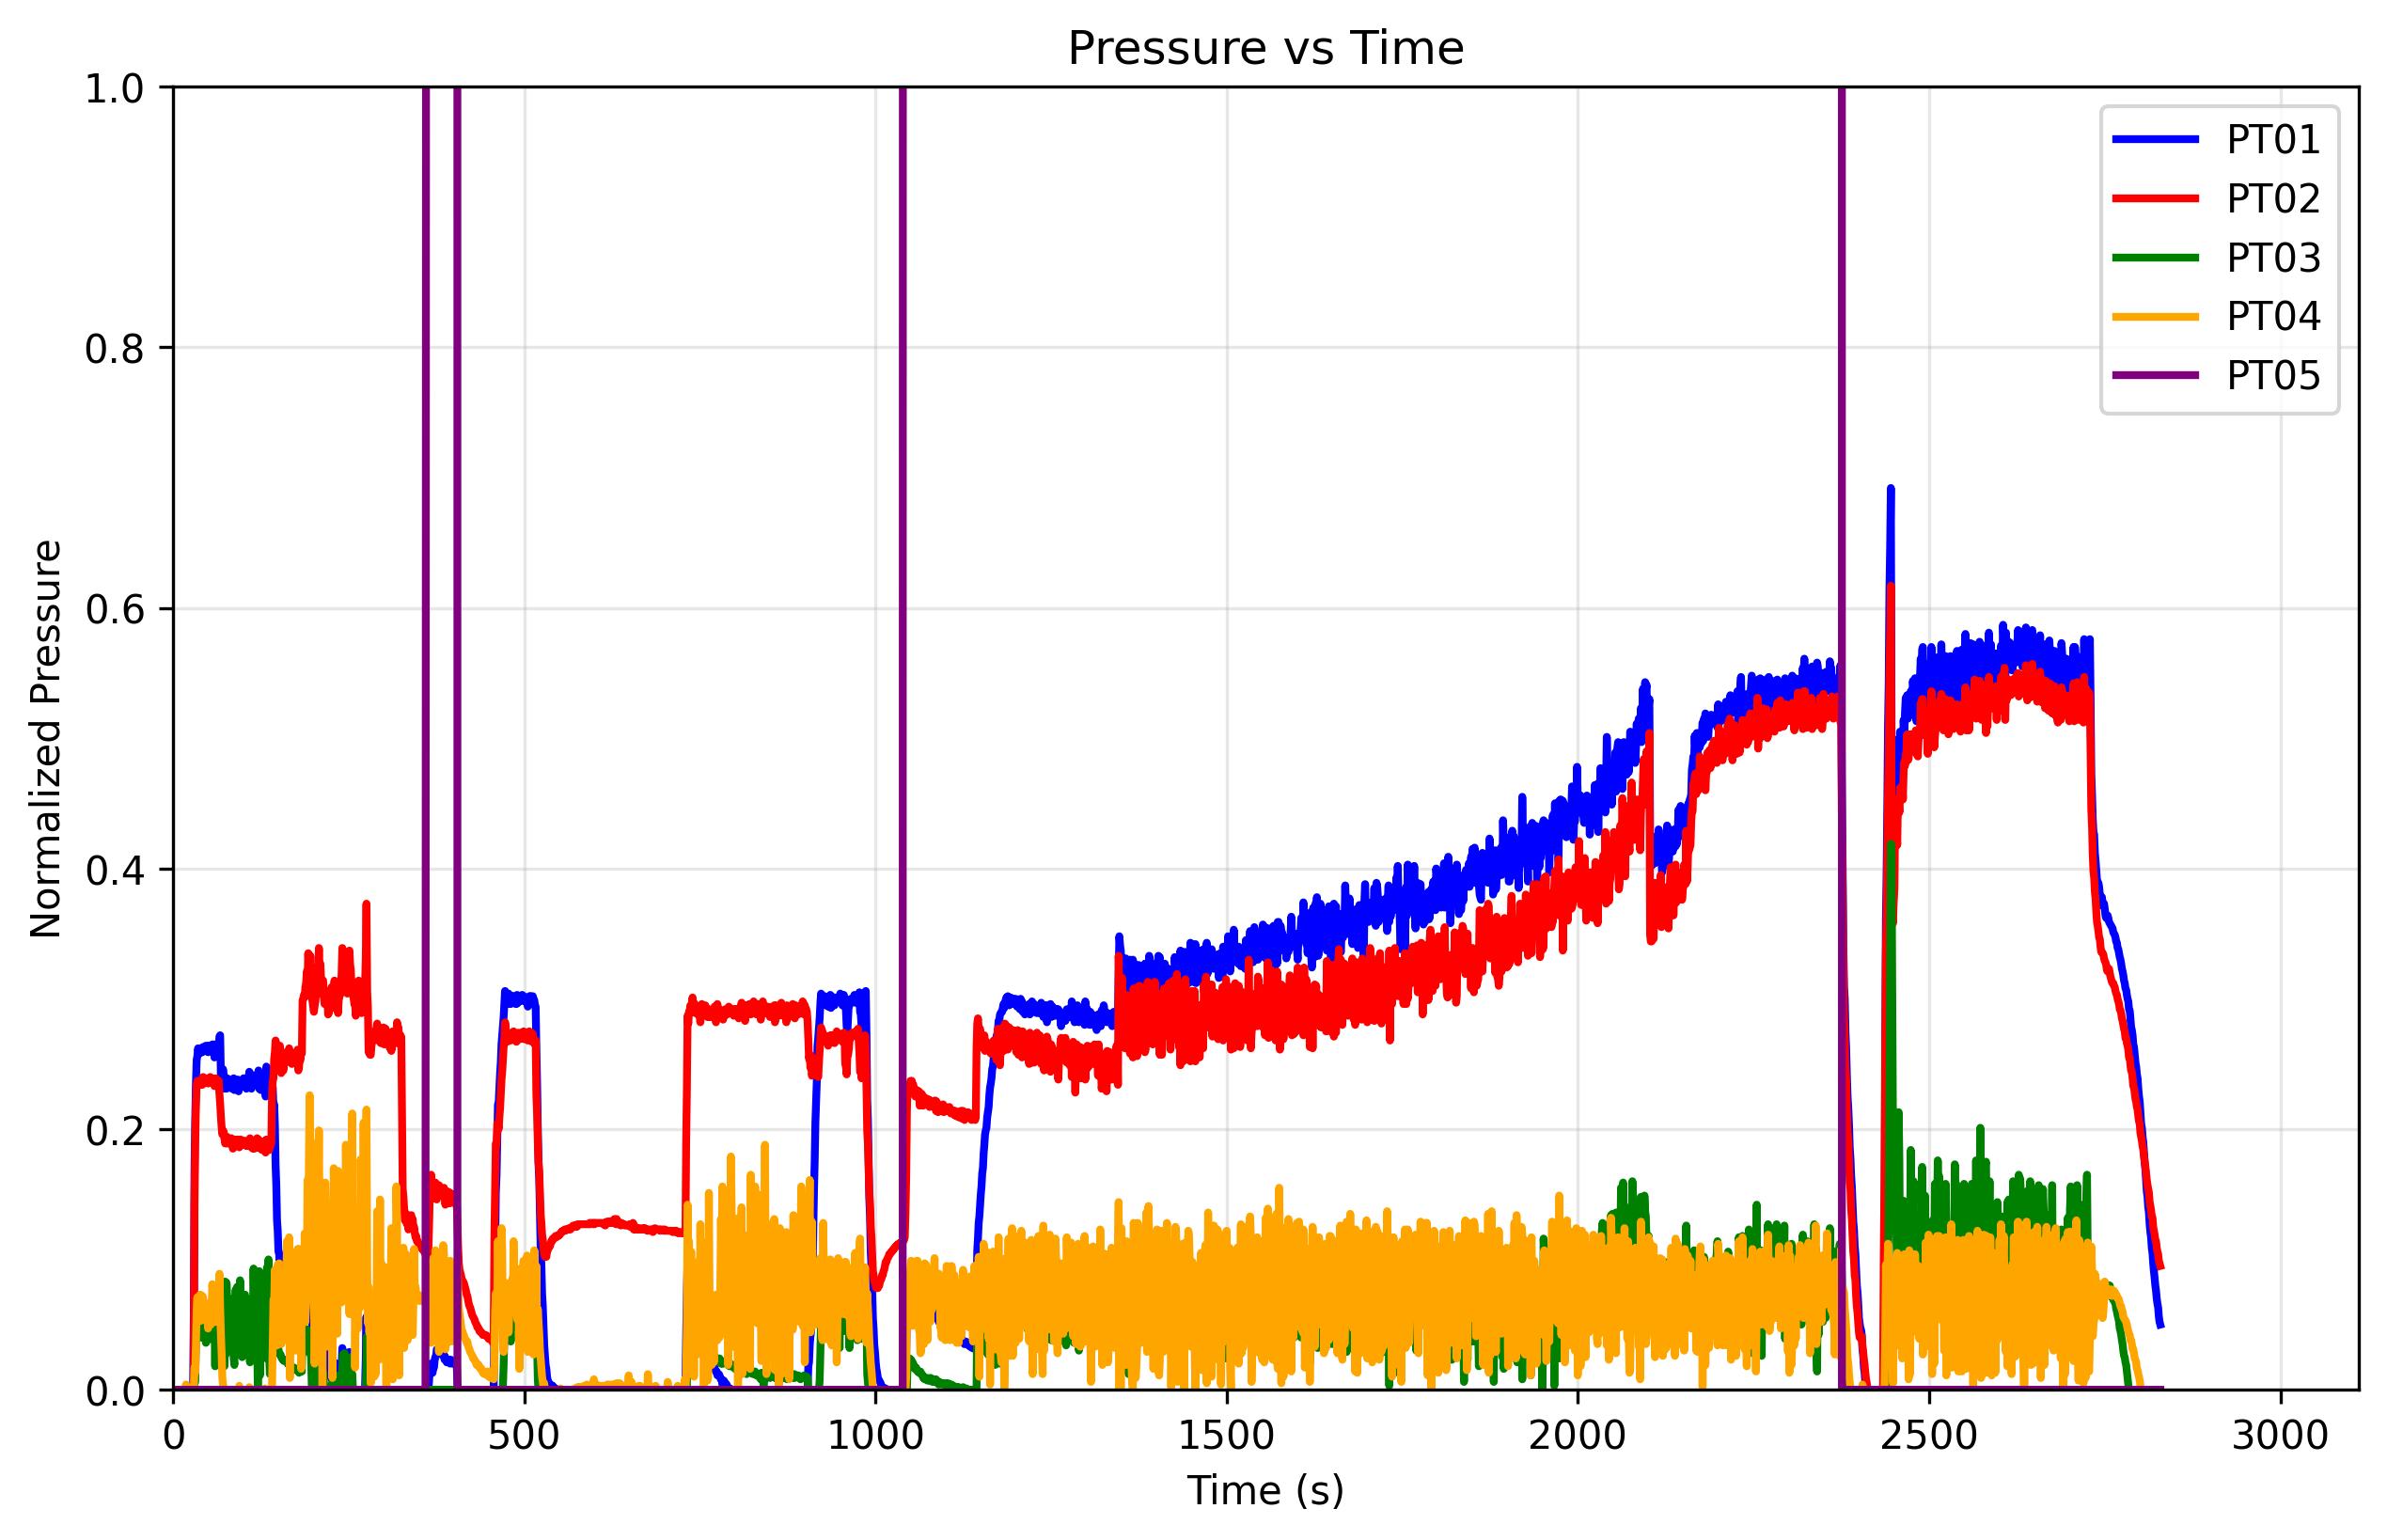 Pressure vs Time
Normalized Pressure
1.0
0.8
0.6
0.4
0.2
0.0
0 500 1000 1500 2000 2500 3000
Time (s)
PT01
PT02
PT03
PT04
PT05